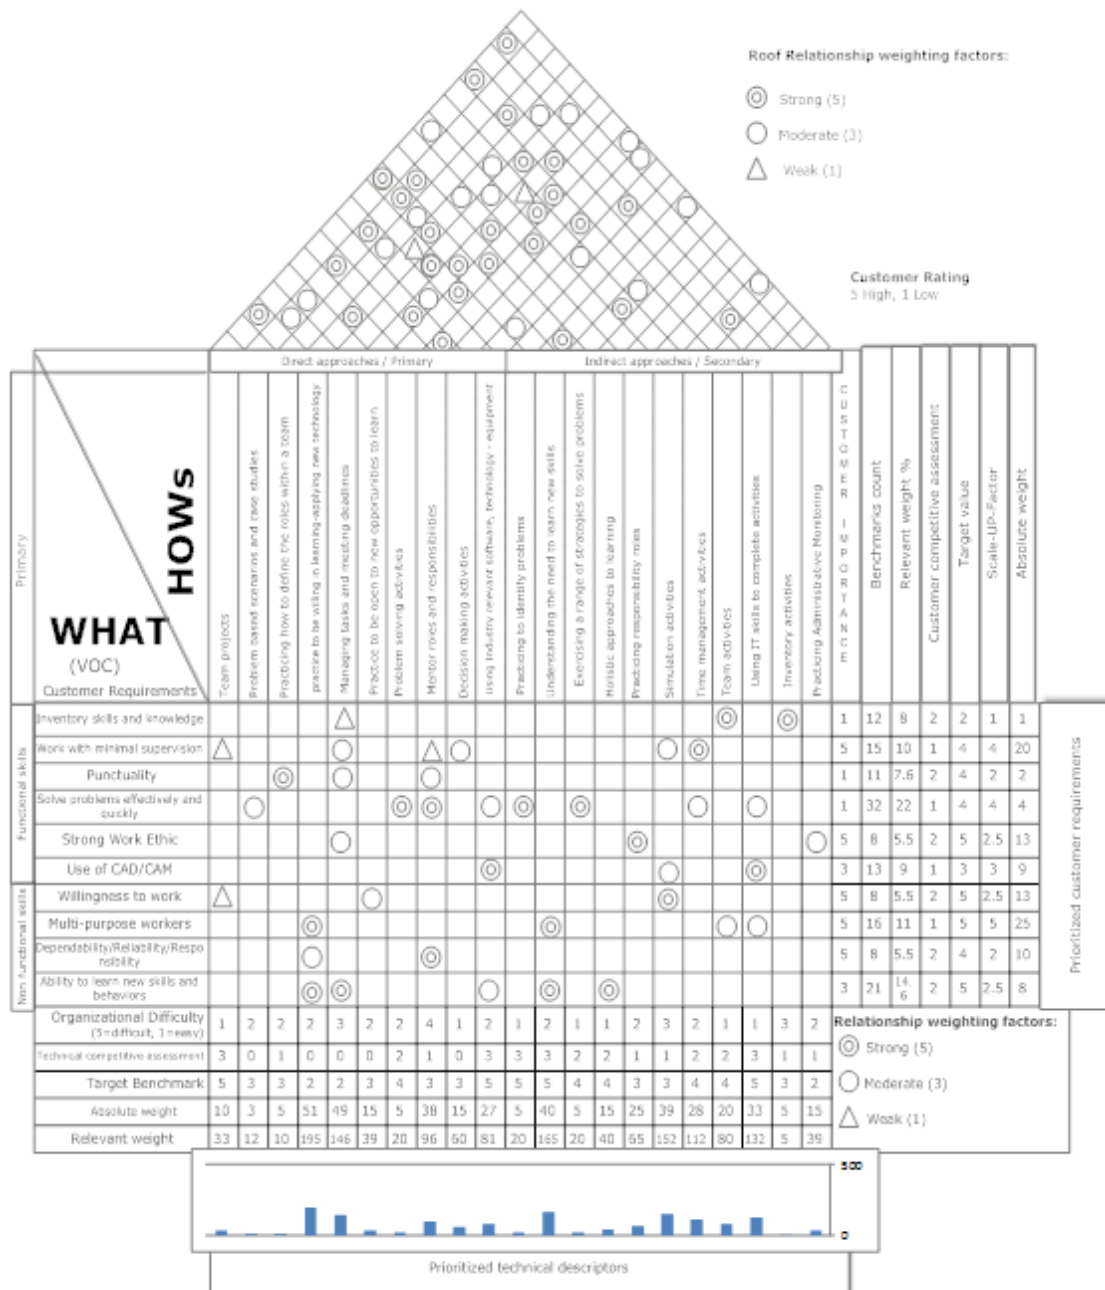 Roof Relationship weighting factors:
Strong (5)
Moderate (3)
Weak (1)
Customer Rating
5 High, 1 Low
Direct approaches / Primary
Indirect approaches / Secondary
Primary
HOWs
WHAT
(VOC)
Customer Requirements
Team projects
Problem based scenarios and case studies
Practicing how to define the roles within a team
practice to be willing in learning-applying new technology
Managing tasks and meeting deadlines
Practice to be open to new opportunities to learn
Problem solving activities
Mentor roles and responsibilities
Decision making activities
using Industry relevant software, technology - equipment
Practicing to identify problems
Understanding the need to learn new skills
Exercising a range of strategies to solve problems
Holistic approaches to learning
Practicing responsibility roles
Simulation activities
Time management activities
Team activities
Using IT skills to complete activities
Inventory activities
Practicing Administrative Monitoring
CUSTOMER IMPORTANCE
Benchmarks count
Relevant weight %
Customer competitive assessment
Target value
Scale-UP-Factor
Absolute weight
Functional skills
Inventory skills and knowledge 1 12 8 2 2 1 1
Work with minimal supervision 5 15 10 1 4 4 20
Punctuality 1 11 7.6 2 4 2 2
Solve problems effectively and
quickly 1 32 22 1 4 4 4
Strong Work Ethic 5 8 5.5 2 5 2.5 13
Use of CAD/CAM 3 13 9 1 3 3 9
Non functional skills
Willingness to work 5 8 5.5 2 5 2.5 13
Multi-purpose workers 5 16 11 1 5 5 25
Dependability/Reliability/Respo
nsibility 5 8 5.5 2 4 2 10
Ability to learn new skills and
behaviors 3 21 14.6 2 5 2.5 8
Prioritized customer requirements
Organizational Difficulty
(5=difficult, 1=easy) 1 2 2 2 3 2 2 4 1 2 1 2 1 1 2 3 2 1 1 3 2
Technical competitive assessment 3 0 1 0 0 0 2 1 0 3 3 3 2 2 1 1 2 2 3 1 1
Target Benchmark 5 3 3 2 2 3 4 3 3 5 5 5 4 4 3 3 4 4 5 3 2
Absolute weight 10 3 5 51 49 15 5 38 15 27 5 40 5 15 25 39 28 20 33 5 15
Relevant weight 33 12 10 195 146 39 20 96 60 81 20 165 20 40 65 152 112 80 132 5 39
Relationship weighting factors:
Strong (5)
Moderate (3)
Weak (1)
500
0
Prioritized technical descriptors